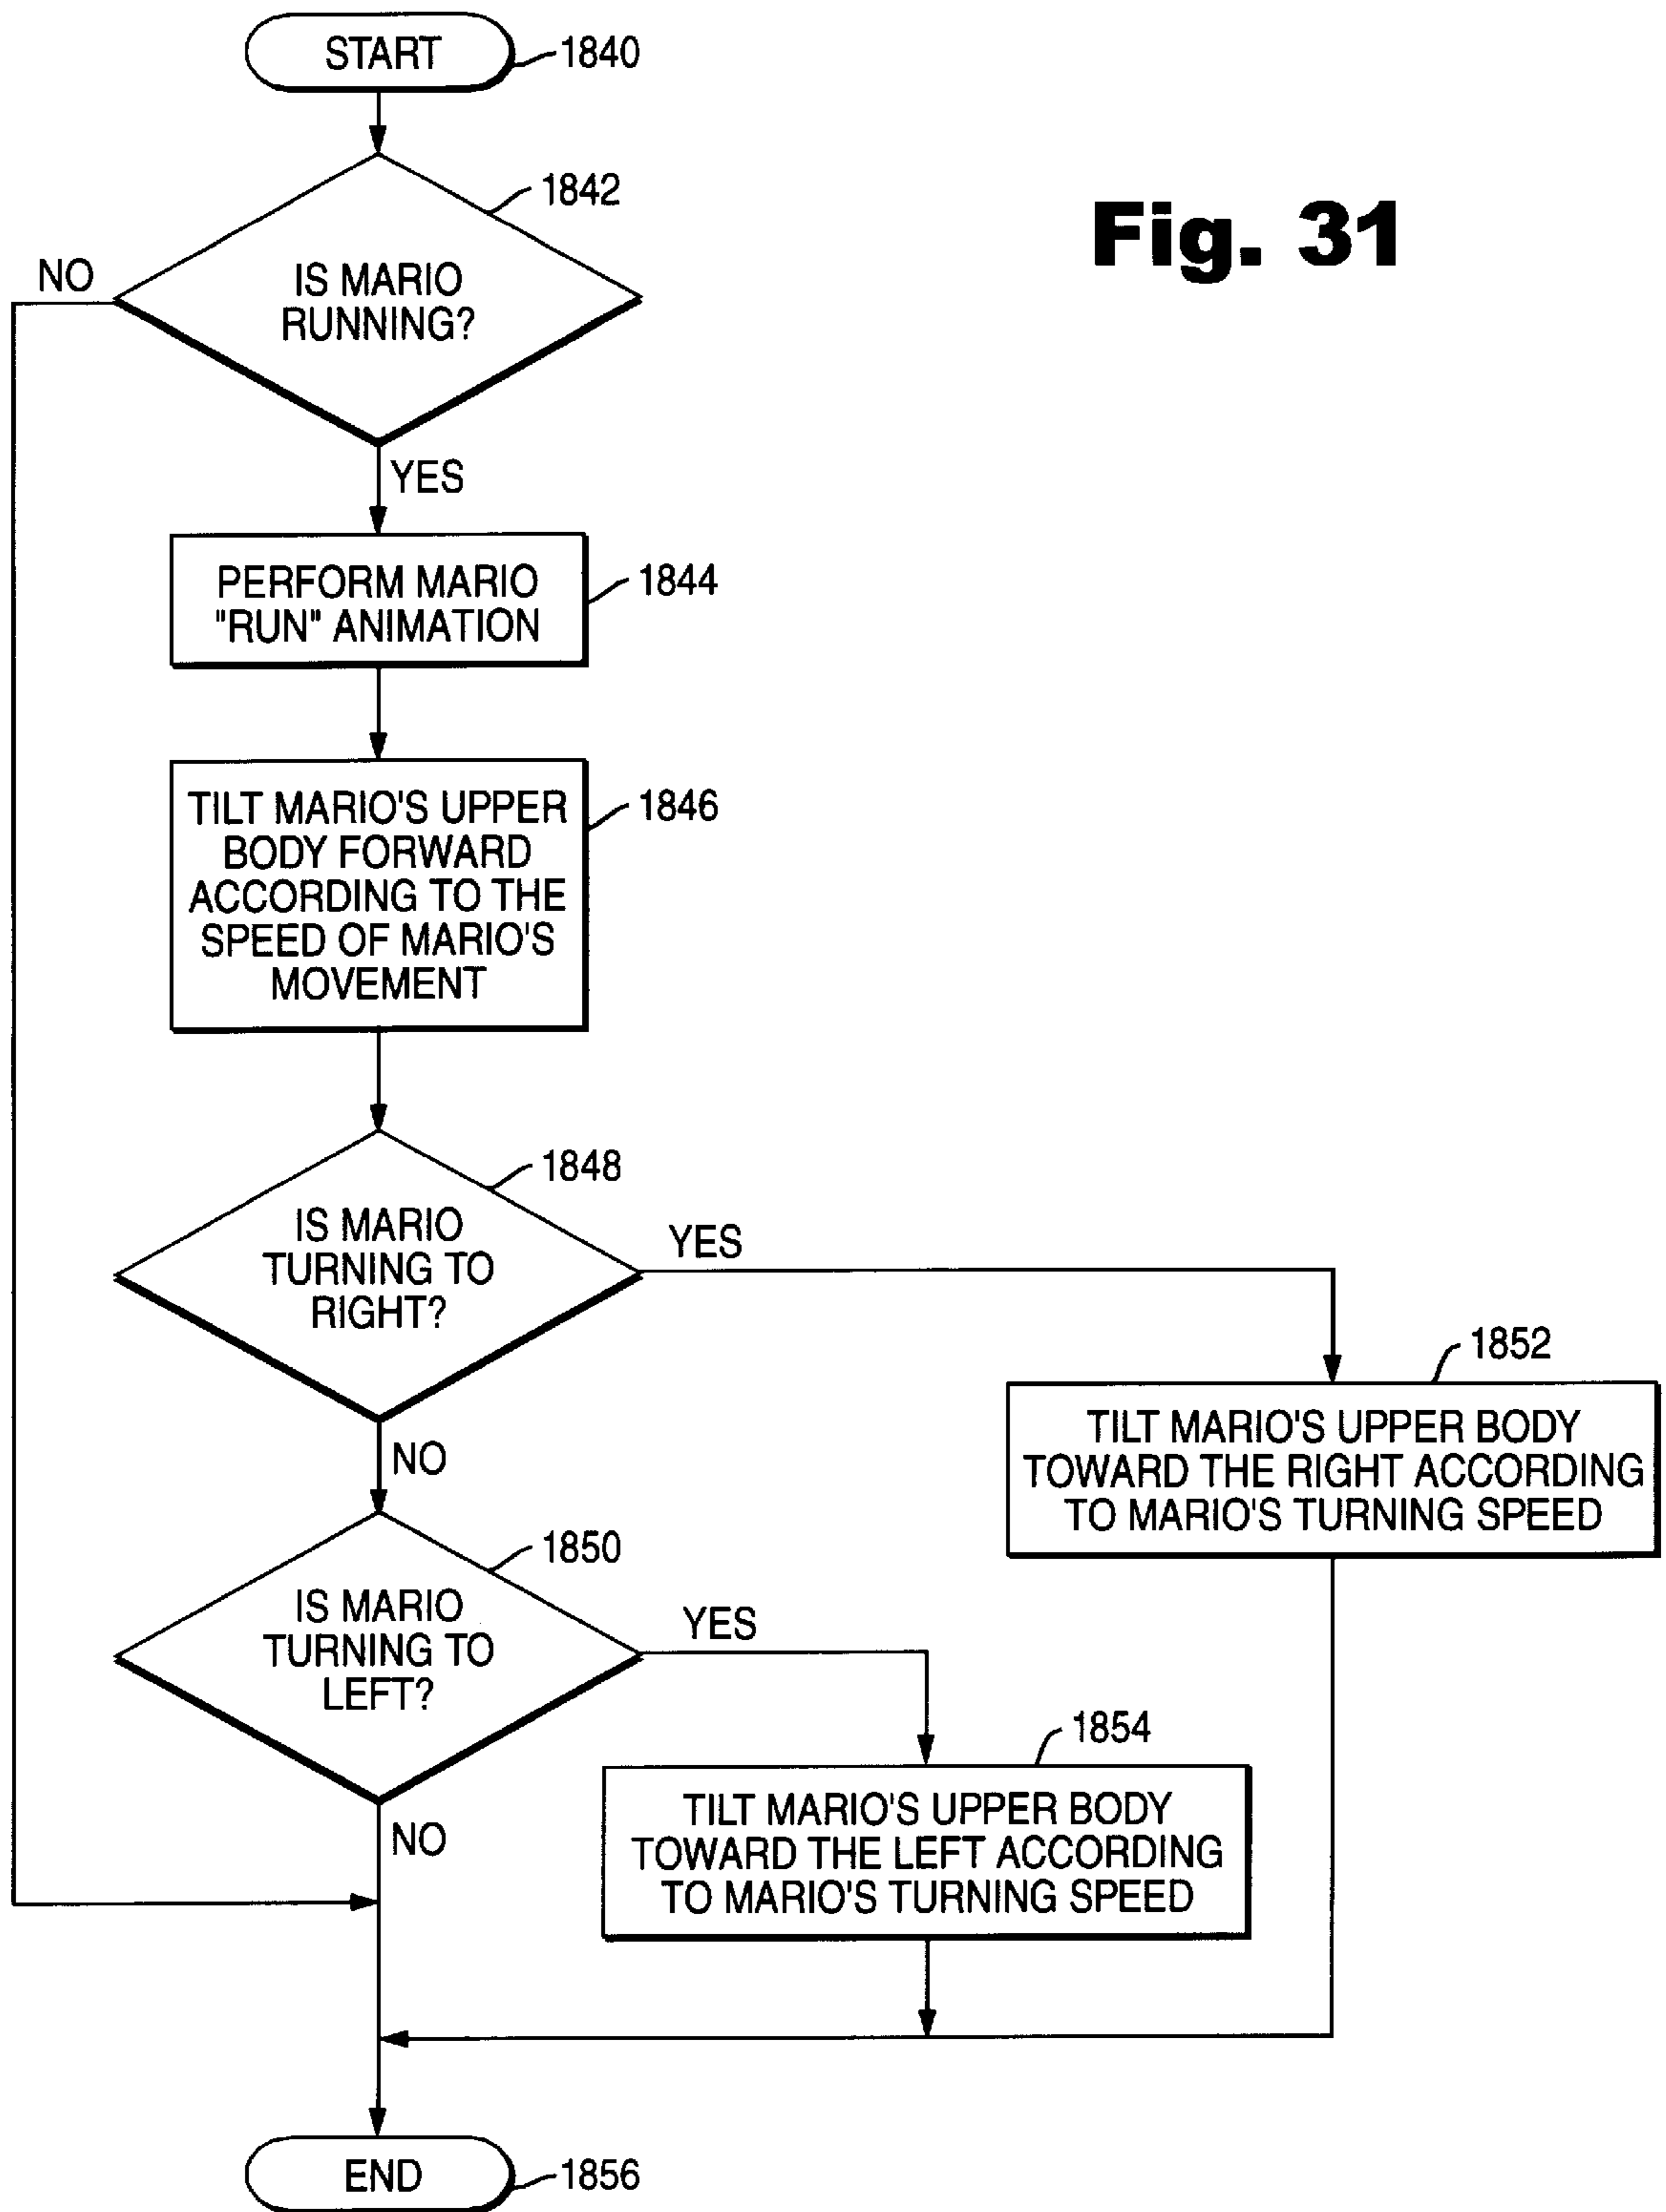 START
1840
1842
Fig. 31
NO
IS MARIO
RUNNING?
YES
PERFORM MARIO
"RUN" ANIMATION
1844
TILT MARIO'S UPPER
BODY FORWARD
ACCORDING TO THE
SPEED OF MARIO'S
MOVEMENT
1846
1848
IS MARIO
TURNING TO
RIGHT?
YES
1852
TILT MARIO'S UPPER BODY
TOWARD THE RIGHT ACCORDING
TO MARIO'S TURNING SPEED
NO
1850
IS MARIO
TURNING TO
LEFT?
YES
1854
TILT MARIO'S UPPER BODY
TOWARD THE LEFT ACCORDING
TO MARIO'S TURNING SPEED
NO
END
1856